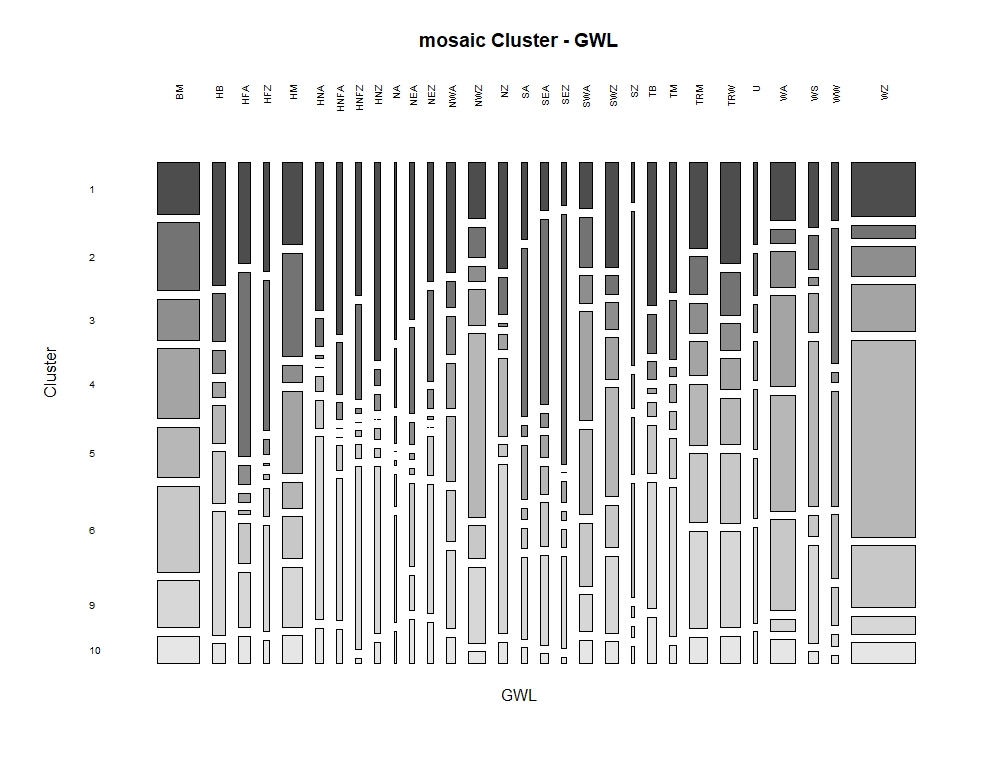 mosaic Cluster - GWL
BM HB HFA HFZ HM HNA HNFA HNFZ HNZ NA NEA NEZ NWA NWZ NZ SA SEA SEZ SWA SWZ SZ TB TM TRM TRW U WA WS WW WZ
1
2
3
4
5
6
9
10
Cluster
GWL